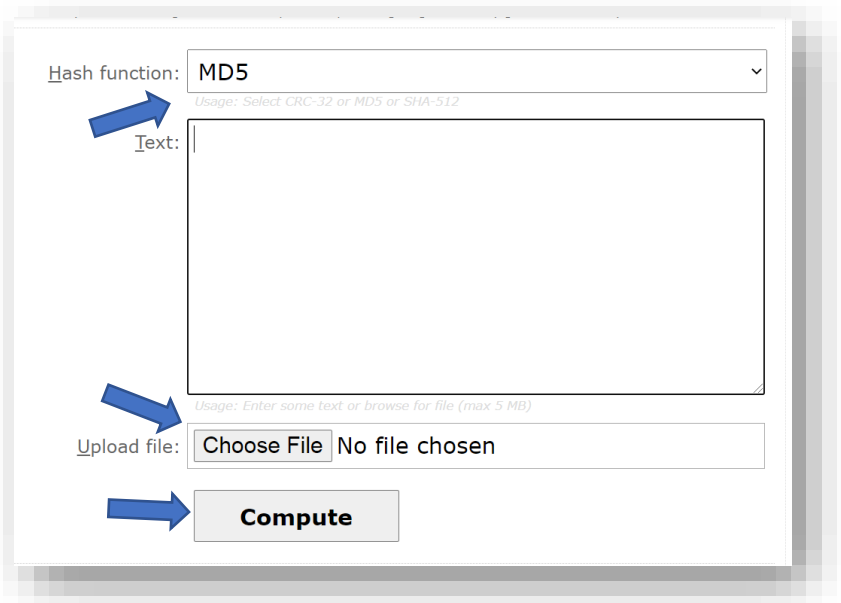 Hash function: MD5
Usage: Select CRC-32 or MD5 or SHA-512
Text:
Usage: Enter some text or browse for file (max 5 MB)
Upload file: Choose File No file chosen
Compute